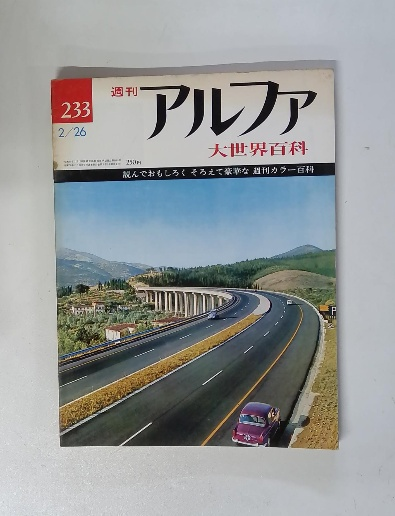 233
2/26
週刊
アルファ
大世界百科
230円
読んでおもしろく そろえて豪華な 週刊カラー百科
P